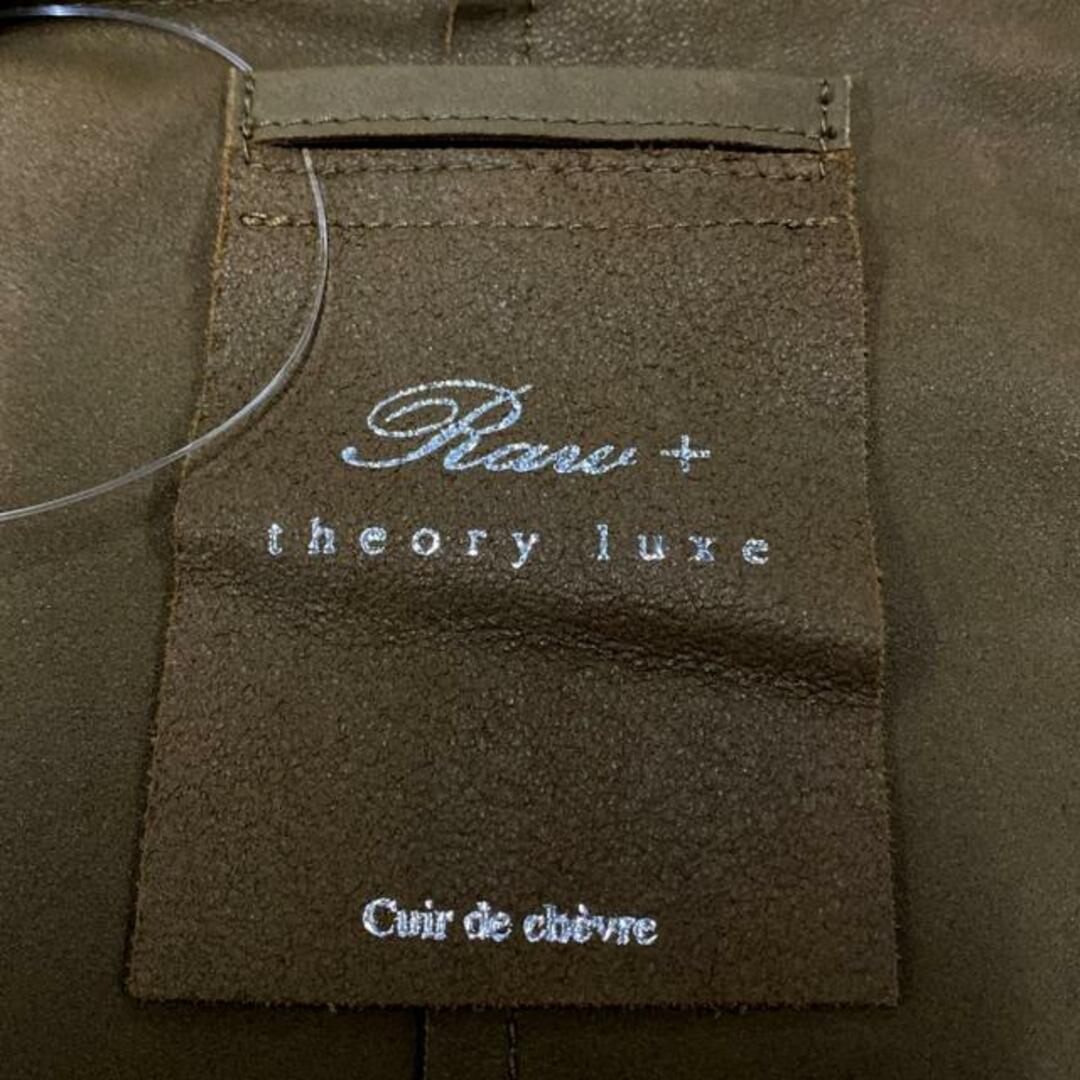 Raw +
theory luxe
Cuir de chèvre